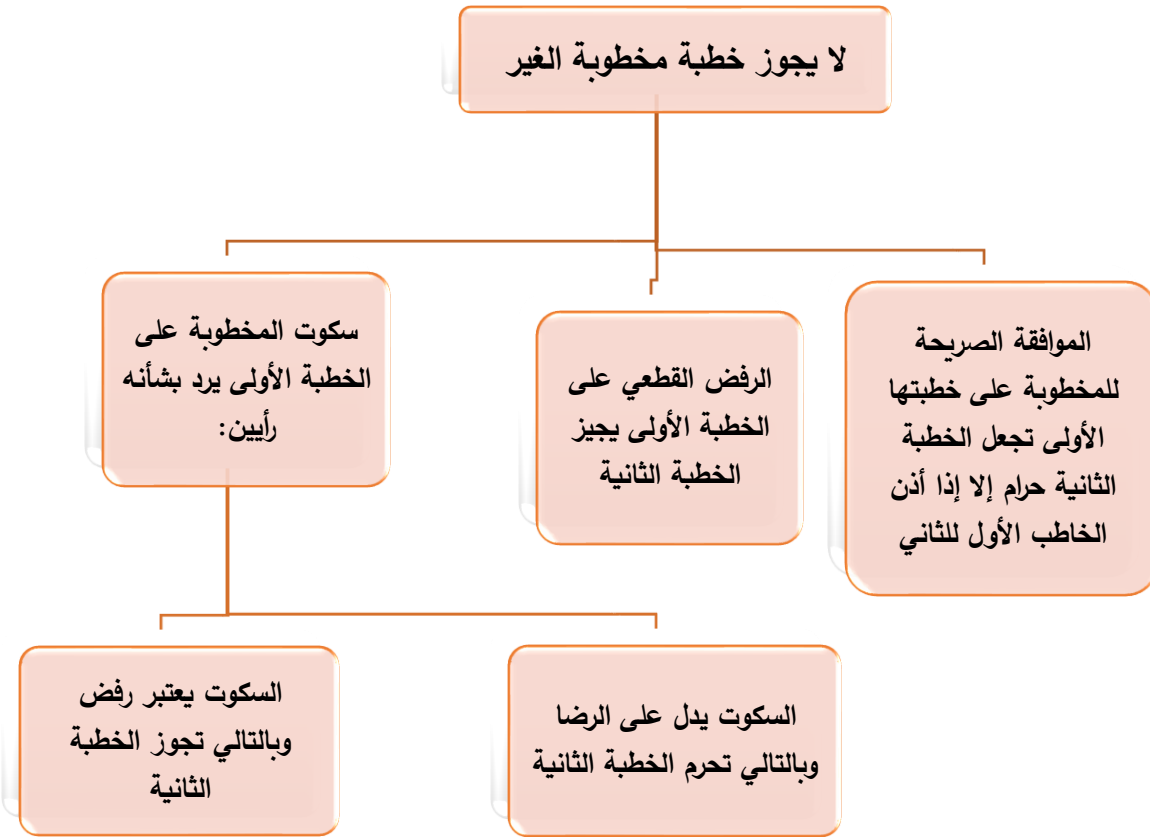 لا يجوز خطبة مخطوبة الغير
الموافقة الصريحة
للمخطوبة على خطبتها
الأولى تجعل الخطبة
الثانية حرام إلا إذا أذن
الخاطب الأول للثاني
الرفض القطعي على
الخطبة الأولى يجيز
الخطبة الثانية
سكوت المخطوبة على
الخطبة الأولى يرد بشأنه
رأيين:
السكوت يدل على الرضا
وبالتالي تحرم الخطبة الثانية
السكوت يعتبر رفض
وبالتالي تجوز الخطبة
الثانية